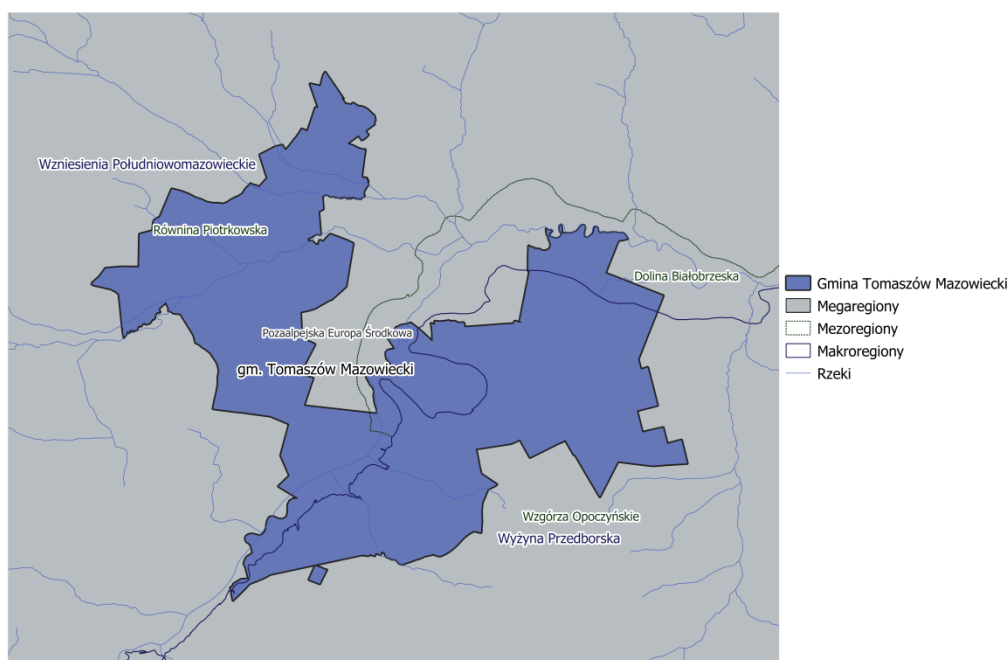 Wzniesienia Południowomazowieckie
Równina Piotrkowska
Dolina Białobrzeska
Pozaalpejska Europa Środkowa
gm. Tomaszów Mazowiecki
Wzgórza Opoczyńskie
Wyżyna Przedborska
Gmina Tomaszów Mazowiecki
Megaregiony
Mezoregiony
Makroregiony
Rzeki